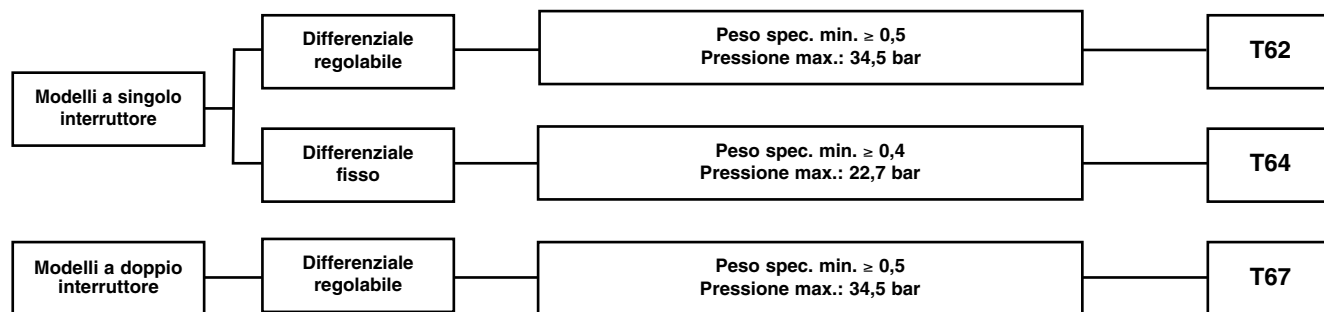 Modelli a singolo
interruttore
Differenziale
regolabile
Peso spec. min. ≥ 0,5
Pressione max.: 34,5 bar
T62
Differenziale
fisso
Peso spec. min. ≥ 0,4
Pressione max.: 22,7 bar
T64
Modelli a doppio
interruttore
Differenziale
regolabile
Peso spec. min. ≥ 0,5
Pressione max.: 34,5 bar
T67